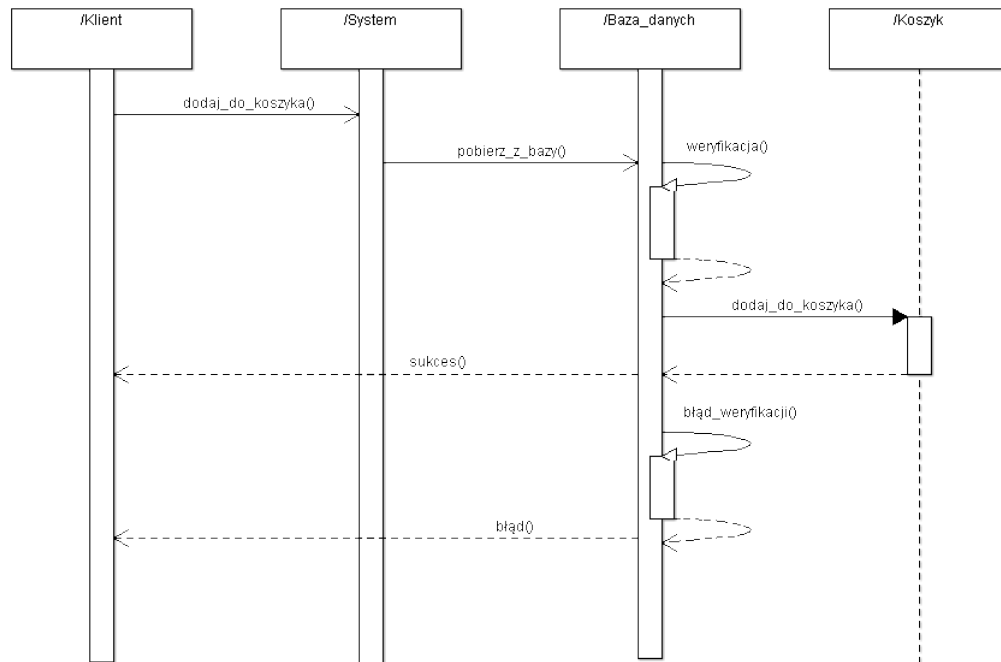 /Klient
/System
/Baza_danych
/Koszyk
dodaj_do_koszyka()
pobierz_z_bazy()
weryfikacja()
dodaj_do_koszyka()
sukces()
błąd_weryfikacji()
błąd()